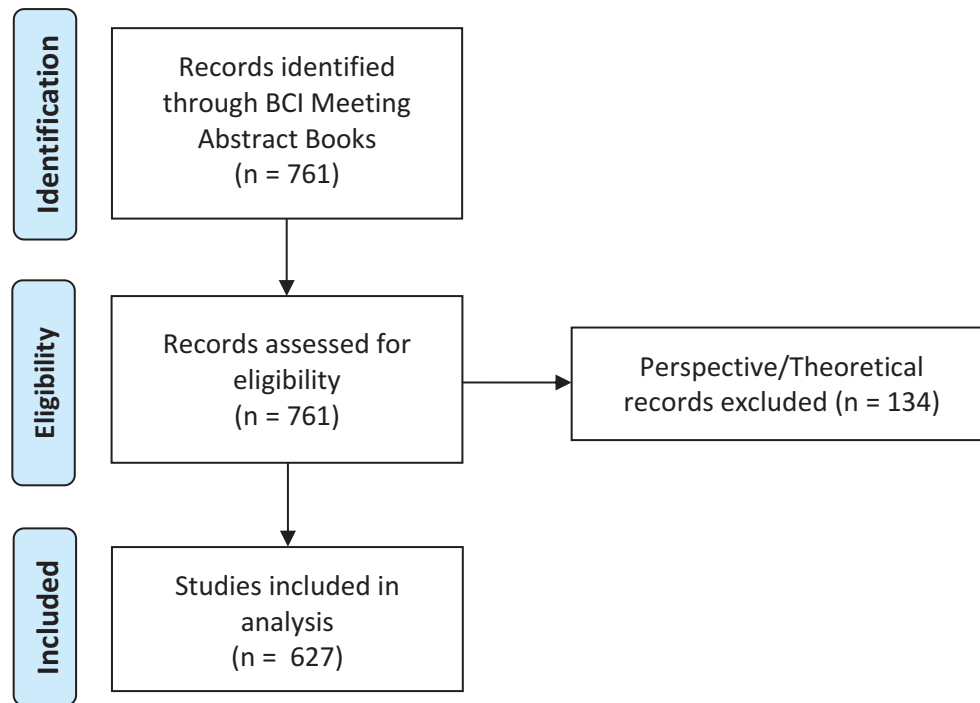 Identification
Records identified
through BCI Meeting
Abstract Books
(n = 761)
Eligibility
Records assessed for
eligibility
(n = 761)
Perspective/Theoretical
records excluded (n = 134)
Included
Studies included in
analysis
(n = 627)